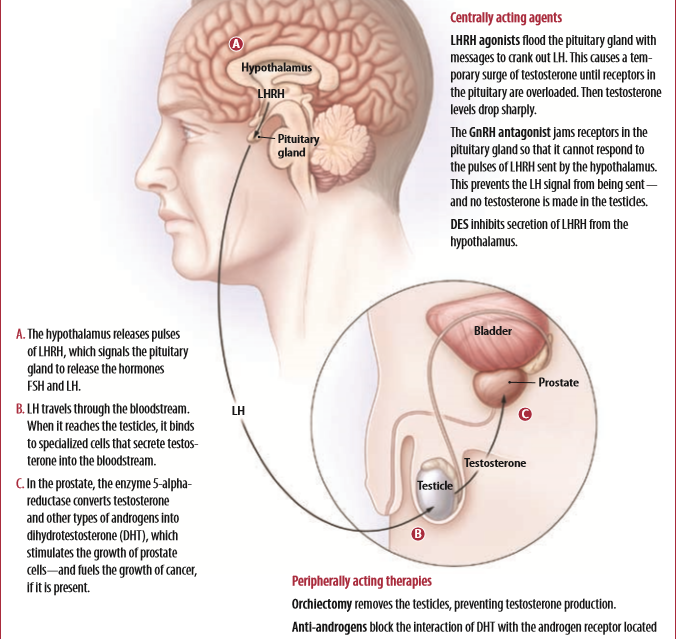 Centrally acting agents
LHRH agonists flood the pituitary gland with
messages to crank out LH. This causes a tem-
porary surge of testosterone until receptors in
the pituitary are overloaded. Then testosterone
levels drop sharply.
The GnRH antagonist jams receptors in the
pituitary gland so that it cannot respond to
the pulses of LHRH sent by the hypothalamus.
This prevents the LH signal from being sent —
and no testosterone is made in the testicles.
DES inhibits secretion of LHRH from the
hypothalamus.
A
Hypothalamus
LHRH
Pituitary
gland
A. The hypothalamus releases pulses
of LHRH, which signals the pituitary
gland to release the hormones
FSH and LH.
B. LH travels through the bloodstream.
When it reaches the testicles, it binds
to specialized cells that secrete testos-
terone into the bloodstream.
C. In the prostate, the enzyme 5-alpha-
reductase converts testosterone
and other types of androgens into
dihydrotestosterone (DHT), which
stimulates the growth of prostate
cells—and fuels the growth of cancer,
if it is present.
LH
Bladder
Prostate
C
Testosterone
Testicle
B
Peripherally acting therapies
Orchiectomy removes the testicles, preventing testosterone production.
Anti-androgens block the interaction of DHT with the androgen receptor located